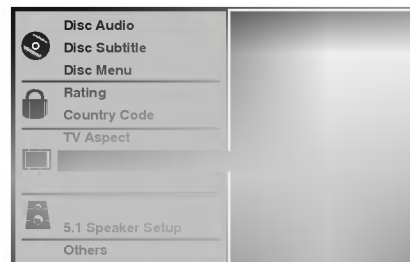 Disc Audio
Disc Subtitle
Disc Menu
Rating
Country Code
TV Aspect
5.1 Speaker Setup
Others